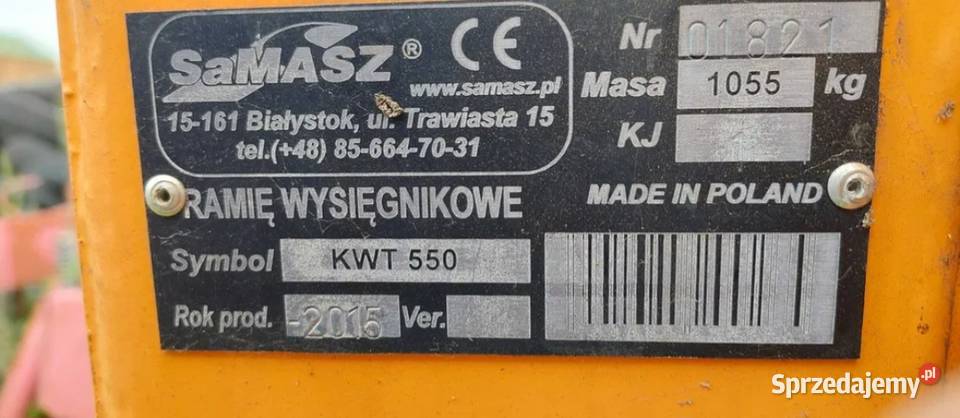 SaMASZ®
CE
www.samasz.pl
15-161 Białystok, ul. Trawiasta 15
tel.(+48) 85-664-70-31
Nr 01821
Masa 1055 kg
KJ
RAMIĘ WYSIĘGNIKOWE
MADE IN POLAND
Symbol KWT 550
Rok prod. -2015 Ver.
Sprzedajemy.pl